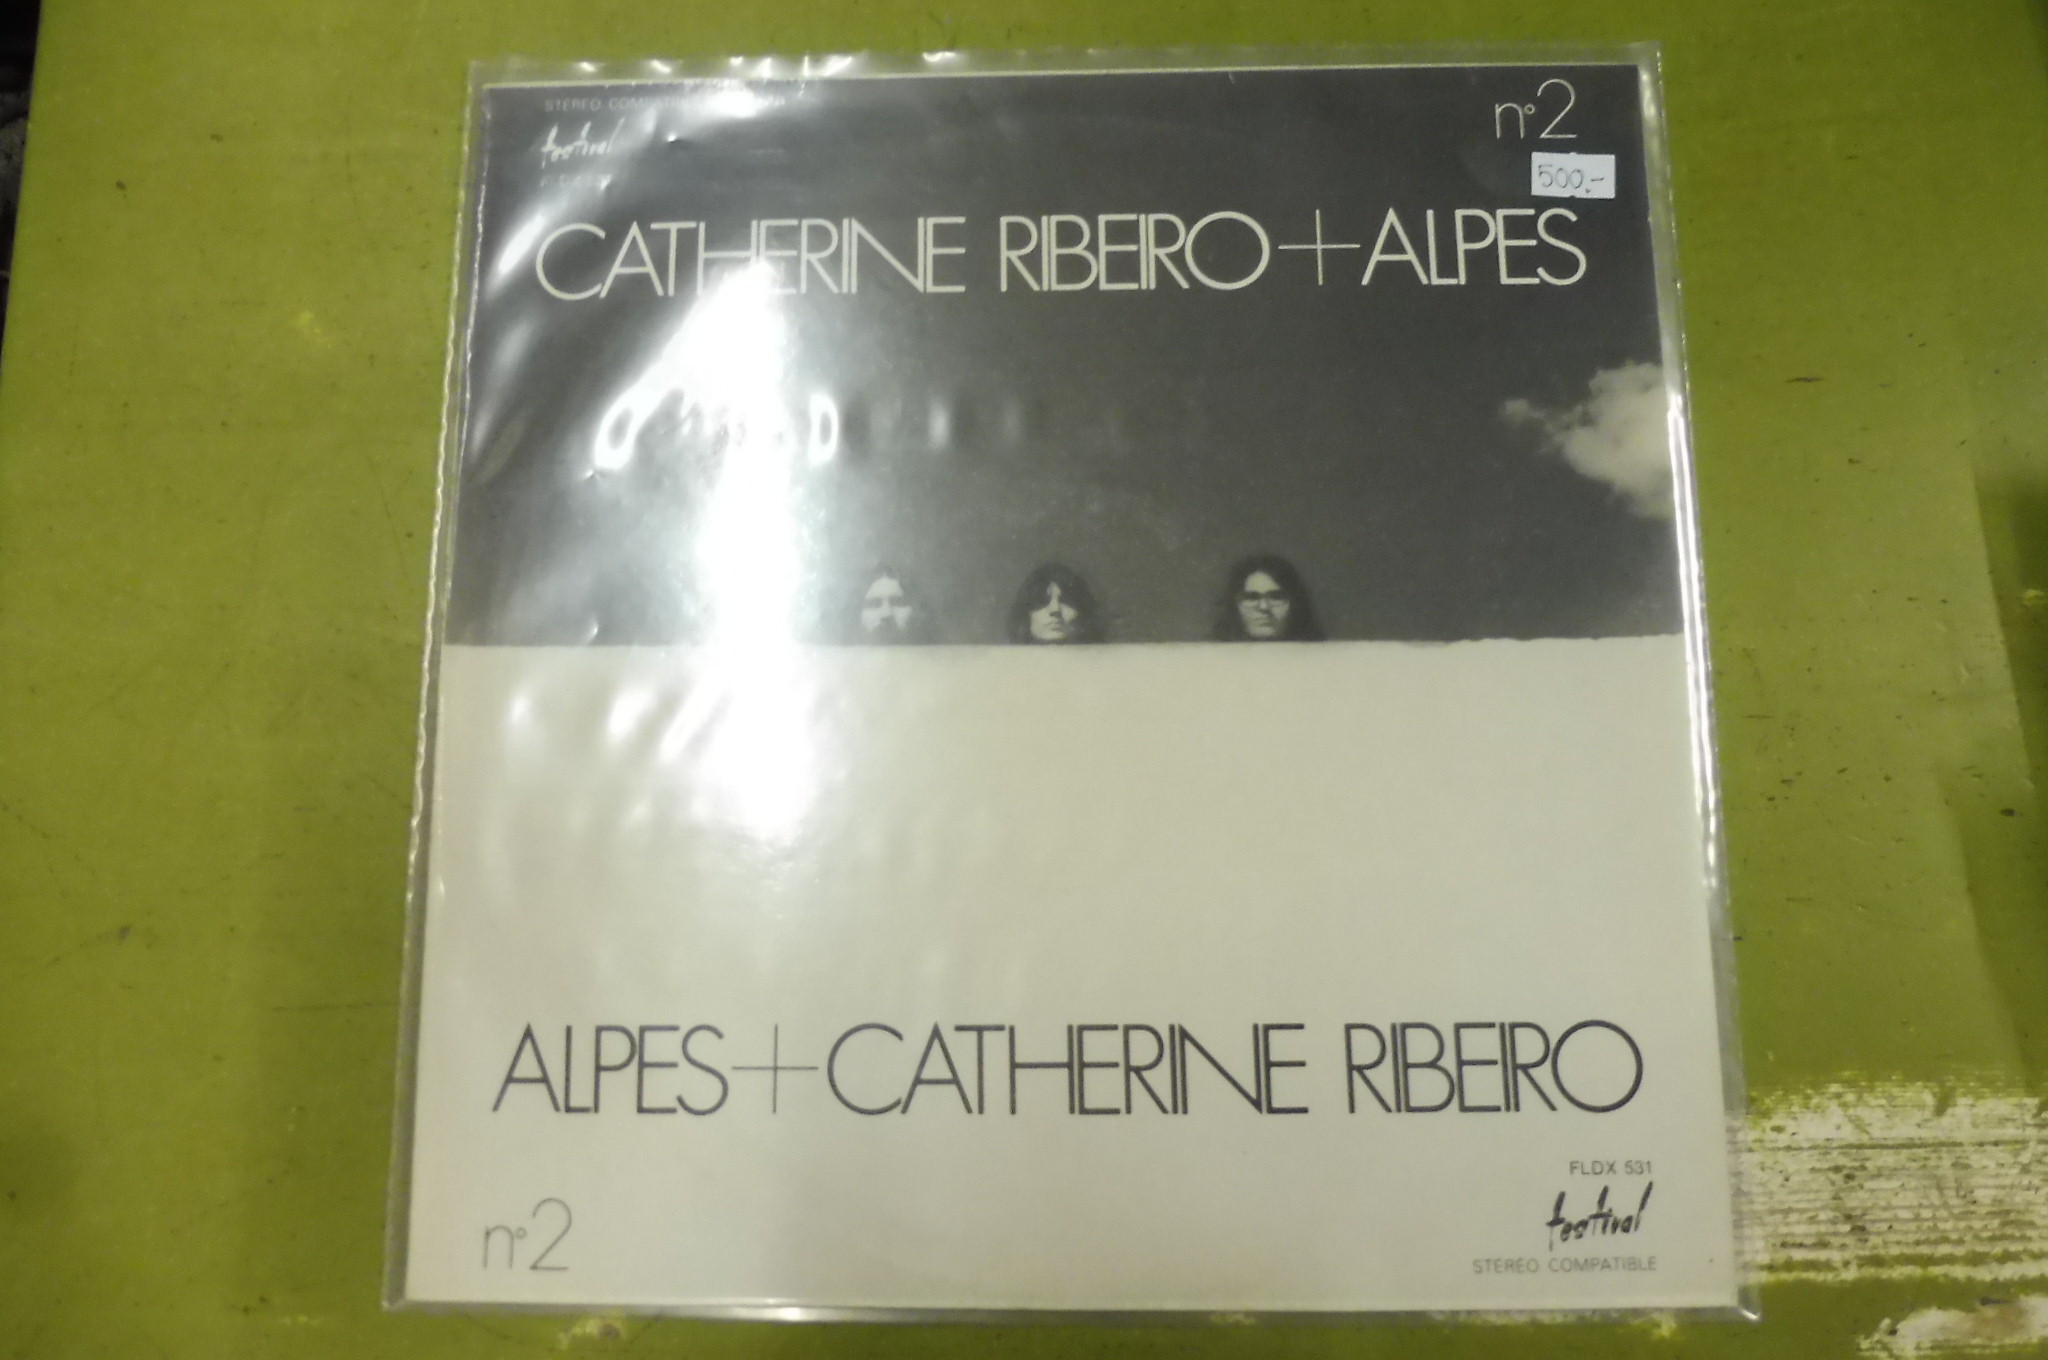 STEREO COMPATIBLE
n°2
festival
500.-
CATHERINE RIBEIRO+ALPES
ALPES+CATHERINE RIBEIRO
FLDX 531
festival
n°2
STEREO COMPATIBLE